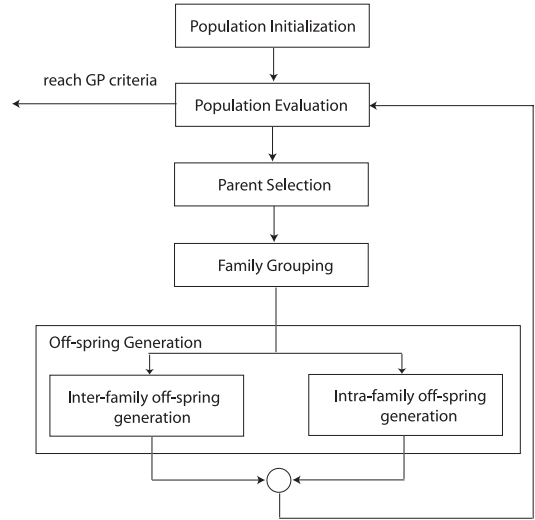 Population Initialization
reach GP criteria
Population Evaluation
Parent Selection
Family Grouping
Off-spring Generation
Inter-family off-spring
generation
Intra-family off-spring
generation